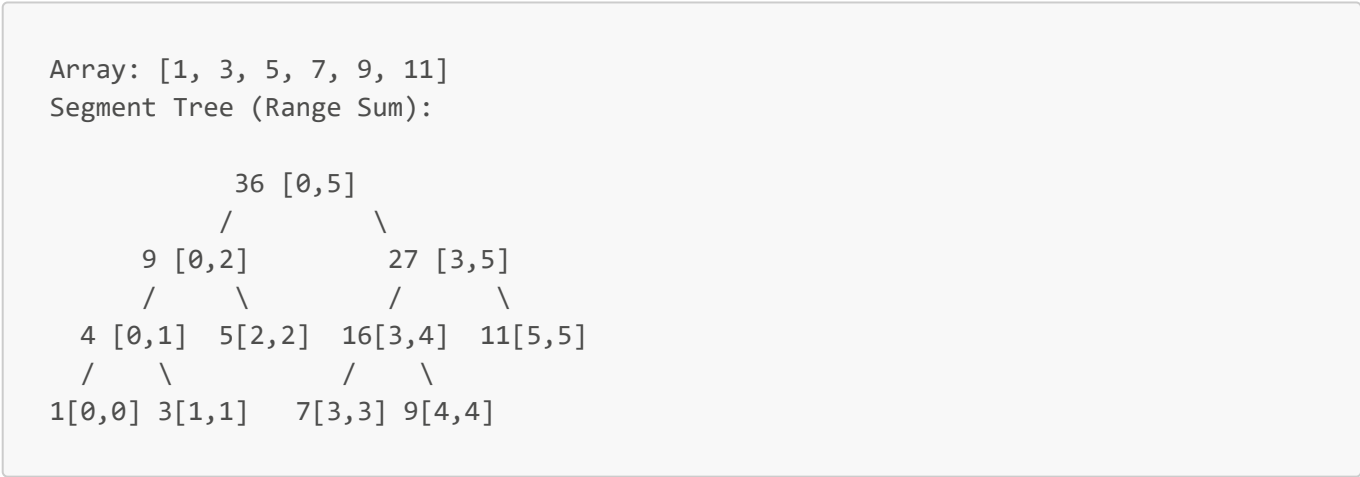 Array: [1, 3, 5, 7, 9, 11]
Segment Tree (Range Sum):
36 [0,5]
/ \
9 [0,2] 27 [3,5]
/ \ / \
4 [0,1] 5[2,2] 16[3,4] 11[5,5]
/ \ / \
1[0,0] 3[1,1] 7[3,3] 9[4,4]